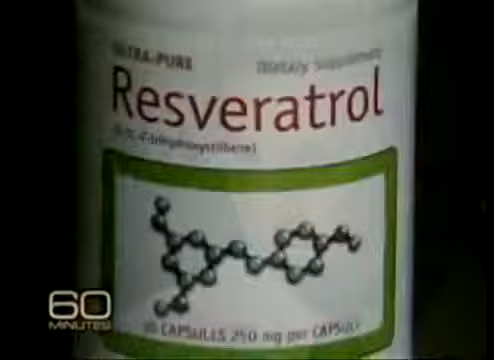 ULTRA-PURE Dietary Supplement
Resveratrol
CAPSULES 250 mg per CAPSULE
60
MINUTES